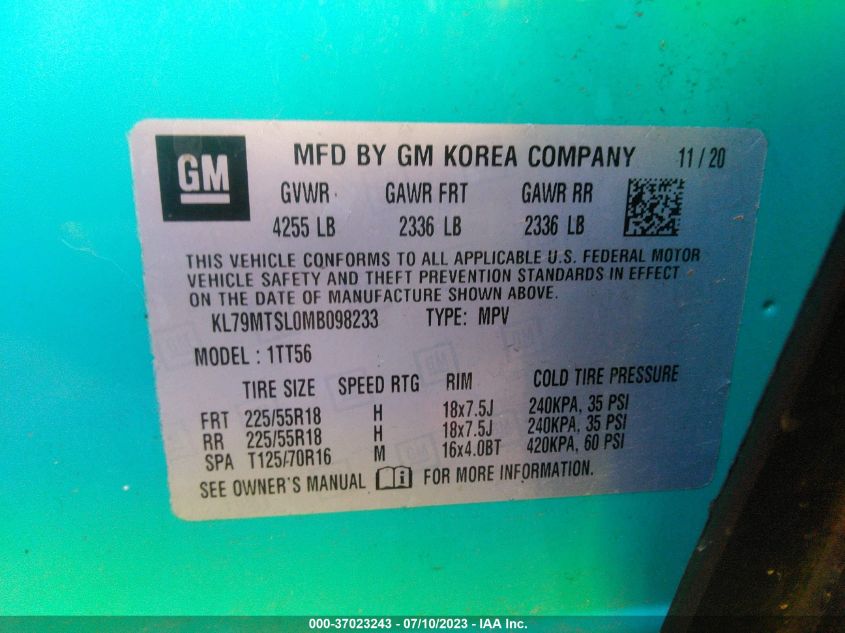 GM
MFD BY GM KOREA COMPANY 11/20
GVWR GAWR FRT GAWR RR
4255 LB 2336 LB 2336 LB
THIS VEHICLE CONFORMS TO ALL APPLICABLE U.S. FEDERAL MOTOR
VEHICLE SAFETY AND THEFT PREVENTION STANDARDS IN EFFECT
ON THE DATE OF MANUFACTURE SHOWN ABOVE.
KL79MTSL0MB098233 TYPE: MPV
MODEL: 1TT56
TIRE SIZE SPEED RTG RIM COLD TIRE PRESSURE
FRT 225/55R18 H 18x7.5J 240KPA, 35 PSI
RR 225/55R18 H 18x7.5J 240KPA, 35 PSI
SPA T125/70R16 M 16x4.0BT 420KPA, 60 PSI
SEE OWNER'S MANUAL FOR MORE INFORMATION.
000-37023243 - 07/10/2023 - IAA Inc.